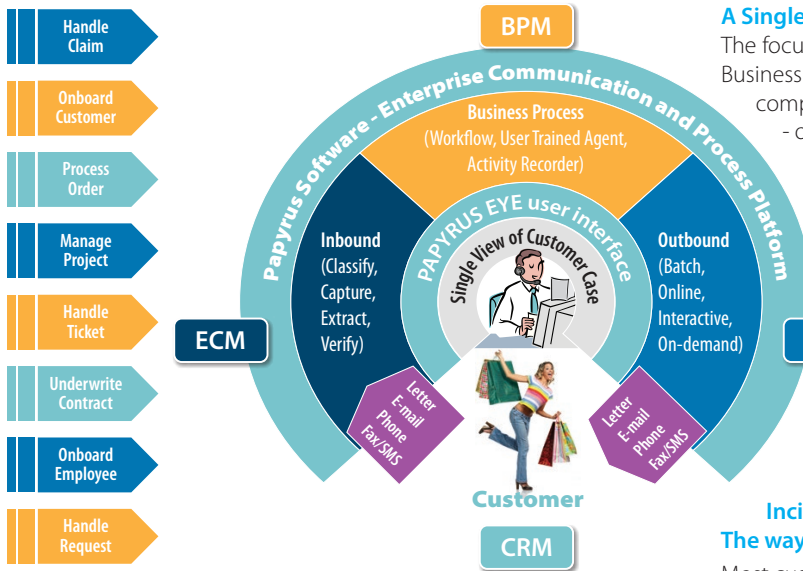 Handle
Claim
Onboard
Customer
Process
Order
Manage
Project
Handle
Ticket
Underwrite
Contract
Onboard
Employee
Handle
Request
BPM
Papyrus Software - Enterprise Communication and Process Platform
Business Process
(Workflow, User Trained Agent,
Activity Recorder)
PAPYRUS EYE user interface
Single View of Customer Case
Inbound
(Classify,
Capture,
Extract,
Verify)
Outbound
(Batch,
Online,
Interactive,
On-demand)
ECM
Letter
E-mail
Phone
Fax/SMS
Letter
E-mail
Phone
Fax/SMS
Customer
CRM
A Single
The focu
Business
comp
- 
Inci
The way
Most